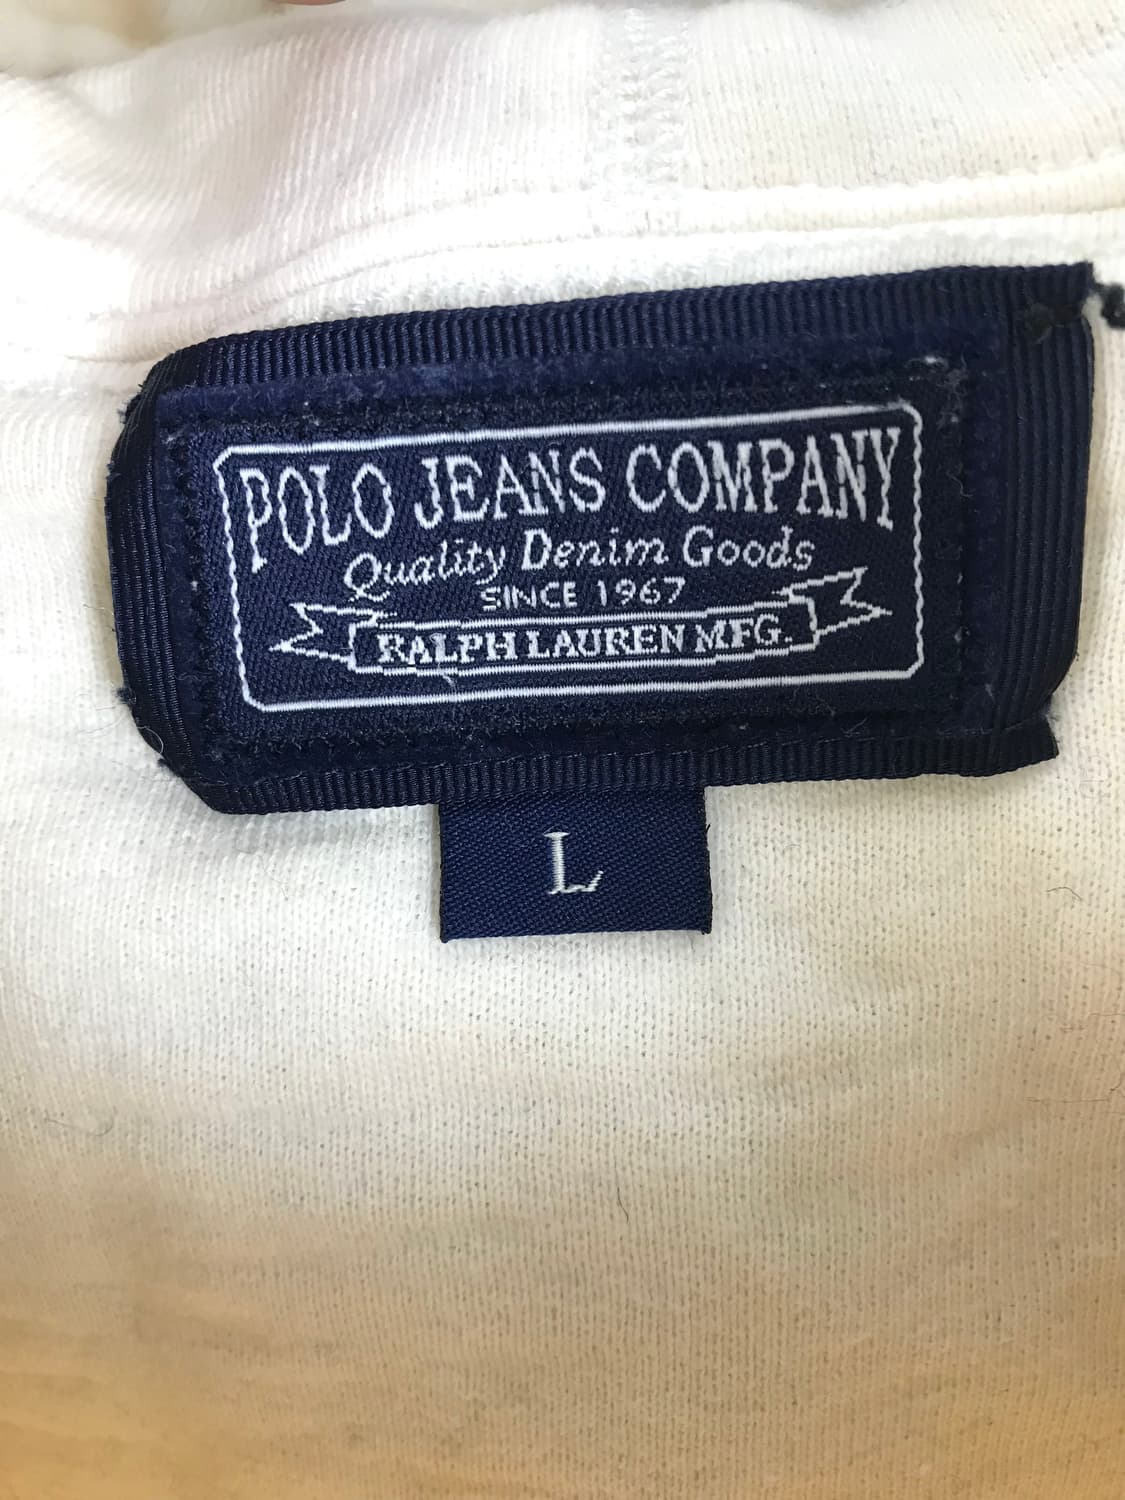 POLO JEANS COMPANY
Quality Denim Goods
SINCE 1967
RALPH LAUREN MFG.
L